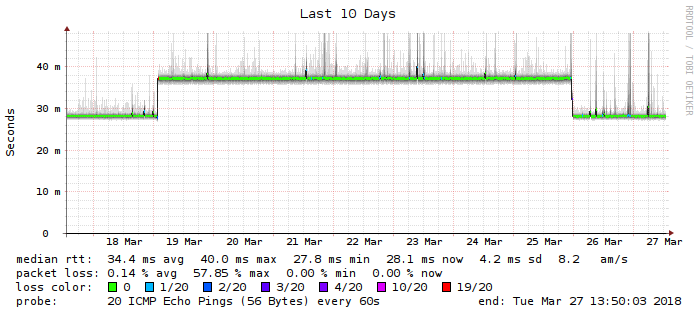 Last 10 Days
RRDTOOL / TOBI OETIKER
Seconds
40 m
30 m
20 m
10 m
0
18 Mar 19 Mar 20 Mar 21 Mar 22 Mar 23 Mar 24 Mar 25 Mar 26 Mar 27 Mar
median rtt: 34.4 ms avg 40.0 ms max 27.8 ms min 28.1 ms now 4.2 ms sd 8.2 am/s
packet loss: 0.14 % avg 57.85 % max 0.00 % min 0.00 % now
loss color: 0 1/20 2/20 3/20 4/20 10/20 19/20
probe: 20 ICMP Echo Pings (56 Bytes) every 60s end: Tue Mar 27 13:50:03 2018